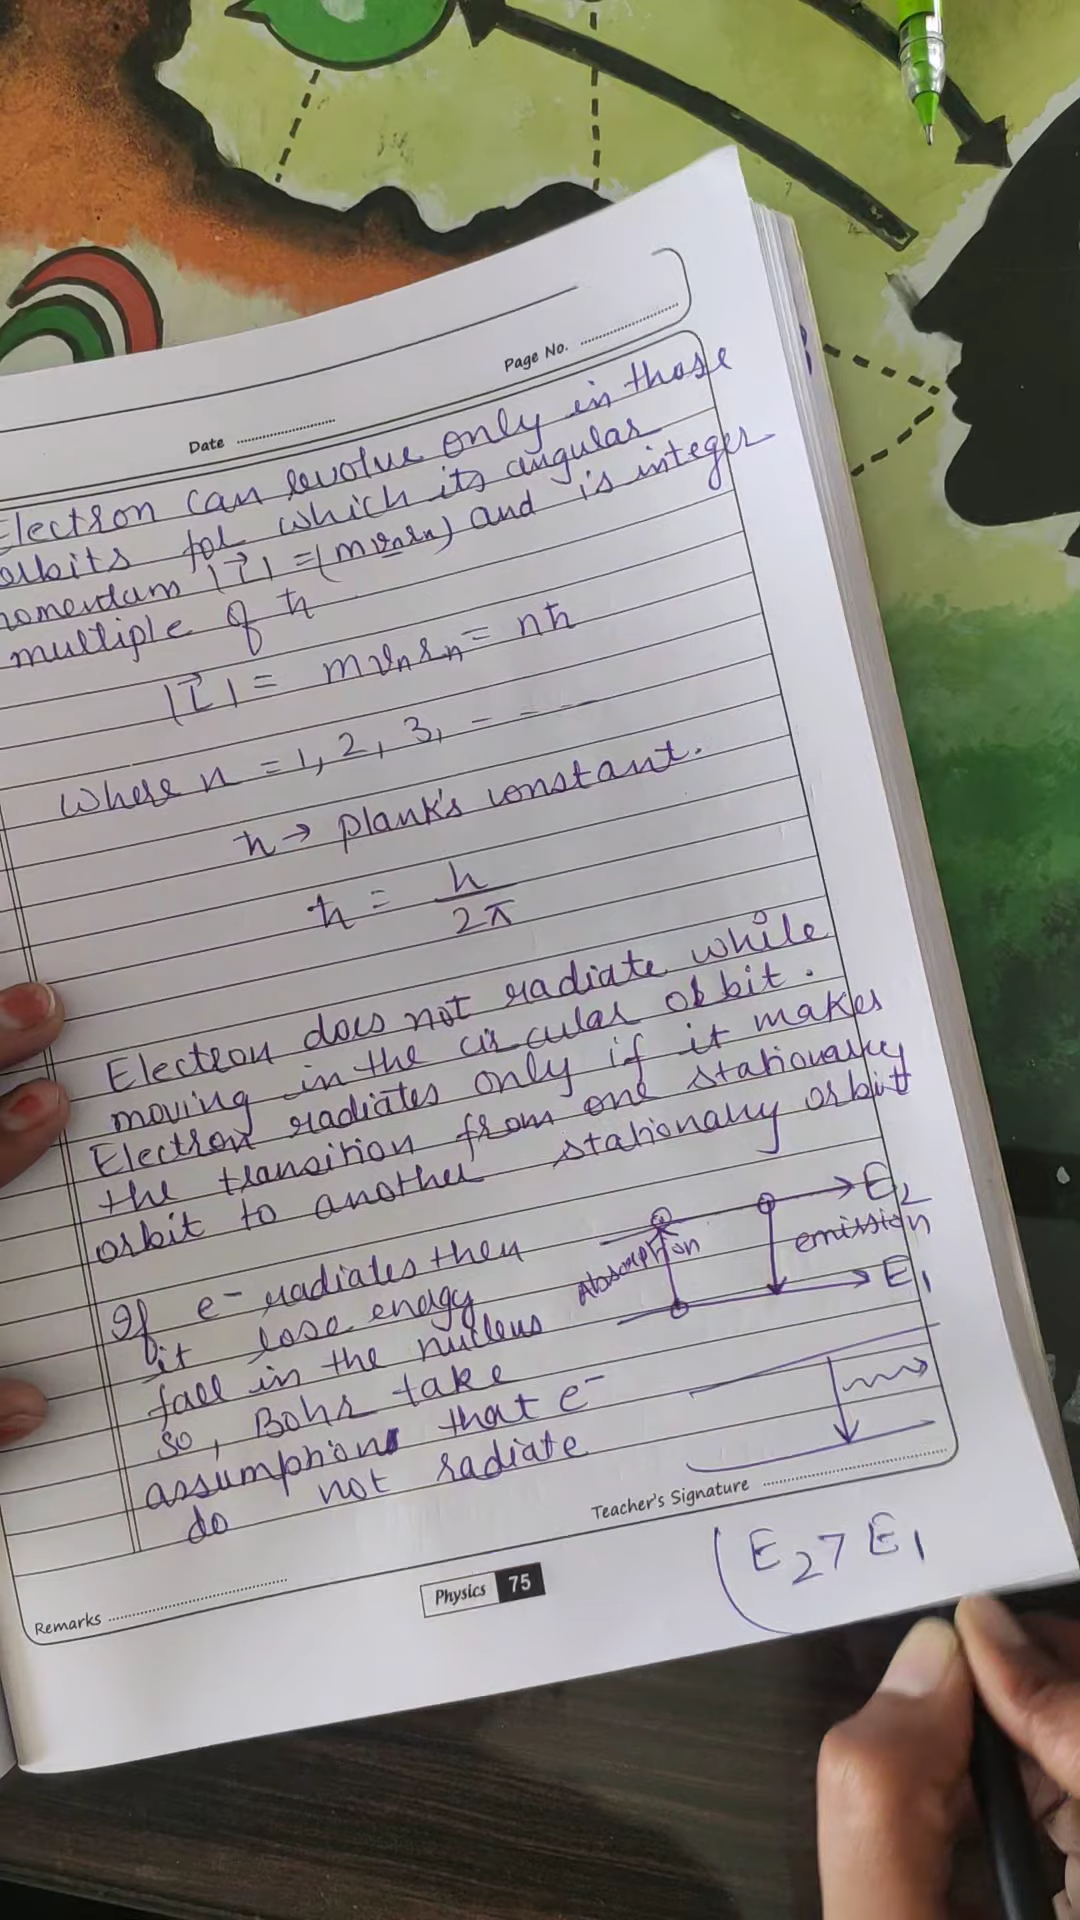 Page No.
Date
Electron can revolve only in those
orbits for which its angular
momentum |L⃗| = (mvnrn) and is integer
multiple of ħ
|L⃗| = mvnrn = nħ
where n = 1, 2, 3, - - -
ħ → plank's constant.
ħ = h/2π
Electron does not radiate while
moving in the circular orbit.
Electron radiates only if it makes
the transition from one stationary
orbit to another stationary orbit
If e⁻ radiates then
it lose energy
fall in the nucleus
so, Bohr take
assumptions that e⁻
do not radiate
E2
absorption
emission
E1
Teacher's Signature
E2 > E1
Remarks
Physics 75